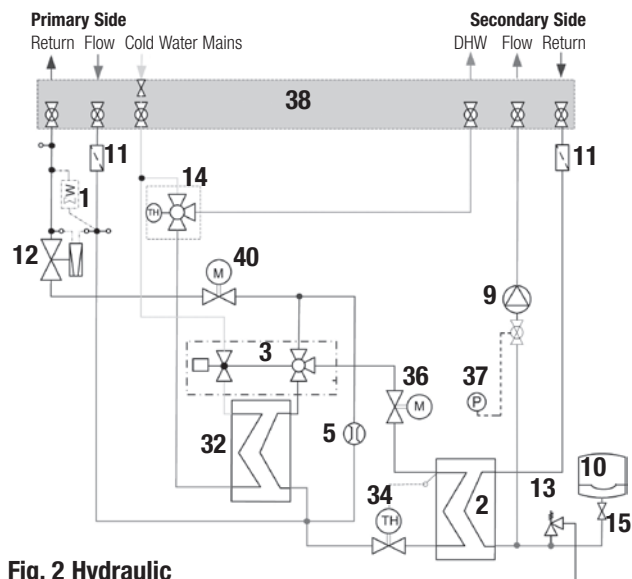 Primary Side
Secondary Side
Return Flow Cold Water Mains
DHW Flow Return
38
11
11
14
1
ΣW
TH
12
40
M
9
3
36
M
37
P
32
5
10
34
TH
2
13
15
Fig. 2 Hydraulic